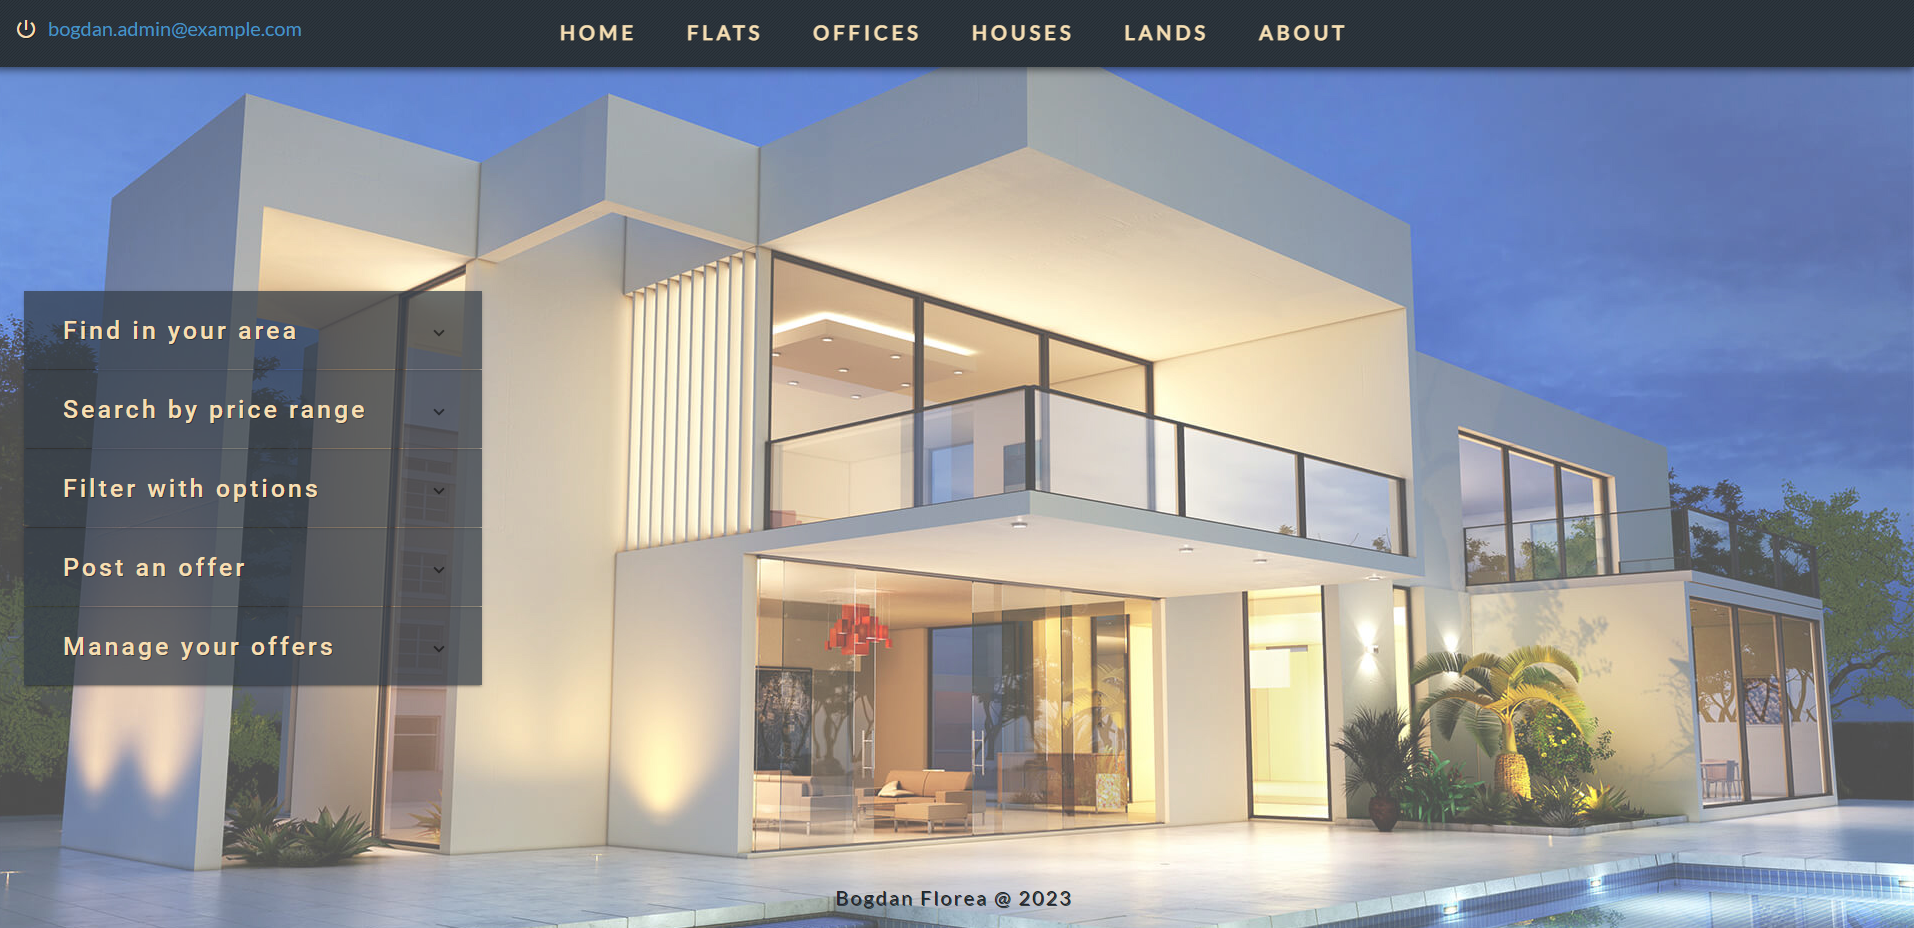 bogdan.admin@example.com
HOME FLATS OFFICES HOUSES LANDS ABOUT
Find in your area
Search by price range
Filter with options
Post an offer
Manage your offers
Bogdan Florea @ 2023